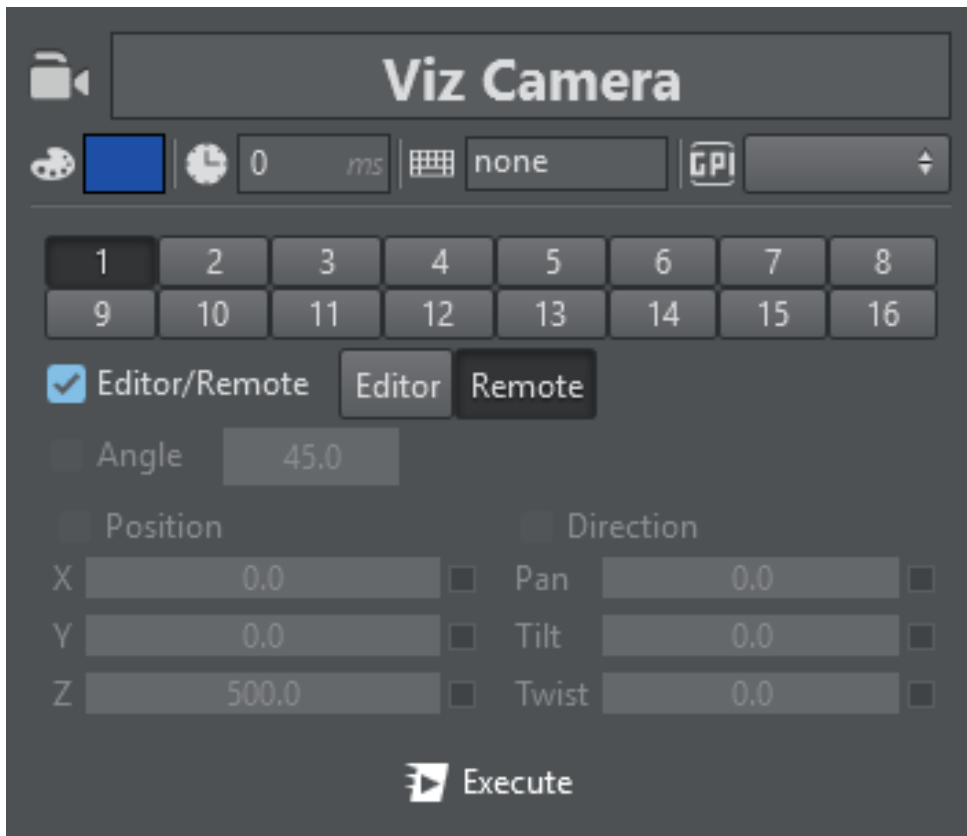 Viz Camera
0 ms none GPI
1 2 3 4 5 6 7 8
9 10 11 12 13 14 15 16
Editor/Remote Editor Remote
Angle 45.0
Position Direction
X 0.0 Pan 0.0
Y 0.0 Tilt 0.0
Z 500.0 Twist 0.0
Execute